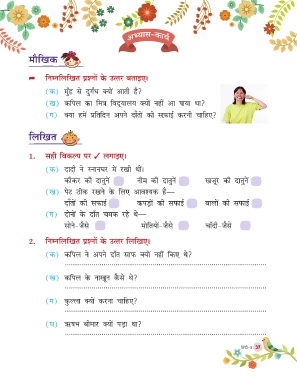 अभ्यास-कार्य
मौखिक
निम्नलिखित प्रश्नों के उत्तर बताइए।
(क) मुँह से दुर्गंध क्यों आती है?
(ख) कपिल का मित्र विद्यालय क्यों नहीं आ पाया था?
(ग) क्या हमें प्रतिदिन अपने दाँतों की सफ़ाई करनी चाहिए?
लिखित
1. सही विकल्प पर ✓ लगाइए।
(क) दादी ने स्नानघर में रखी थीं।
कीकर की दातुनें नीम की दातुनें खजूर की दातुनें
(ख) पेट ठीक रखने के लिए आवश्यक है—
दाँतों की सफ़ाई कपड़ों की सफ़ाई बालों की सफ़ाई
(ग) दोनों के दाँत चमक रहे थे—
सोने-जैसे मोतियों-जैसे चाँदी-जैसे
2. निम्नलिखित प्रश्नों के उत्तर लिखिए।
(क) कपिल ने अपने दाँत साफ़ क्यों नहीं किए थे?
(ख) कपिल के नाखून कैसे थे?
(ग) कुल्ला क्यों करना चाहिए?
(घ) ऋषभ बीमार क्यों पड़ा था?
37